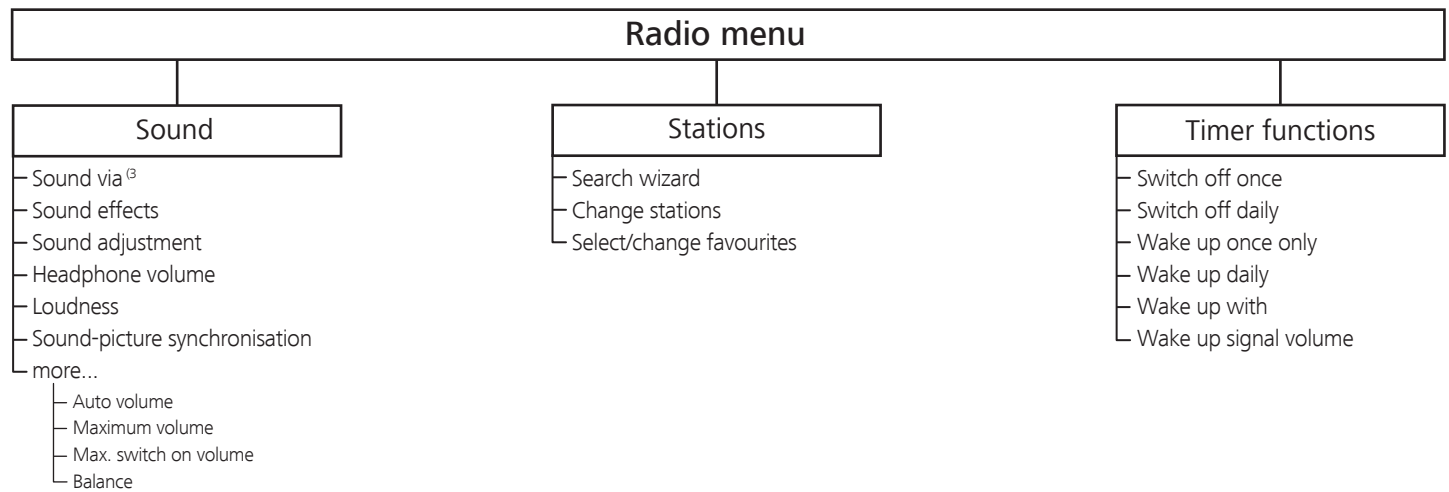 Radio menu
Sound
Sound via (3
Sound effects
Sound adjustment
Headphone volume
Loudness
Sound-picture synchronisation
more...
Auto volume
Maximum volume
Max. switch on volume
Balance
Stations
Search wizard
Change stations
Select/change favourites
Timer functions
Switch off once
Switch off daily
Wake up once only
Wake up daily
Wake up with
Wake up signal volume